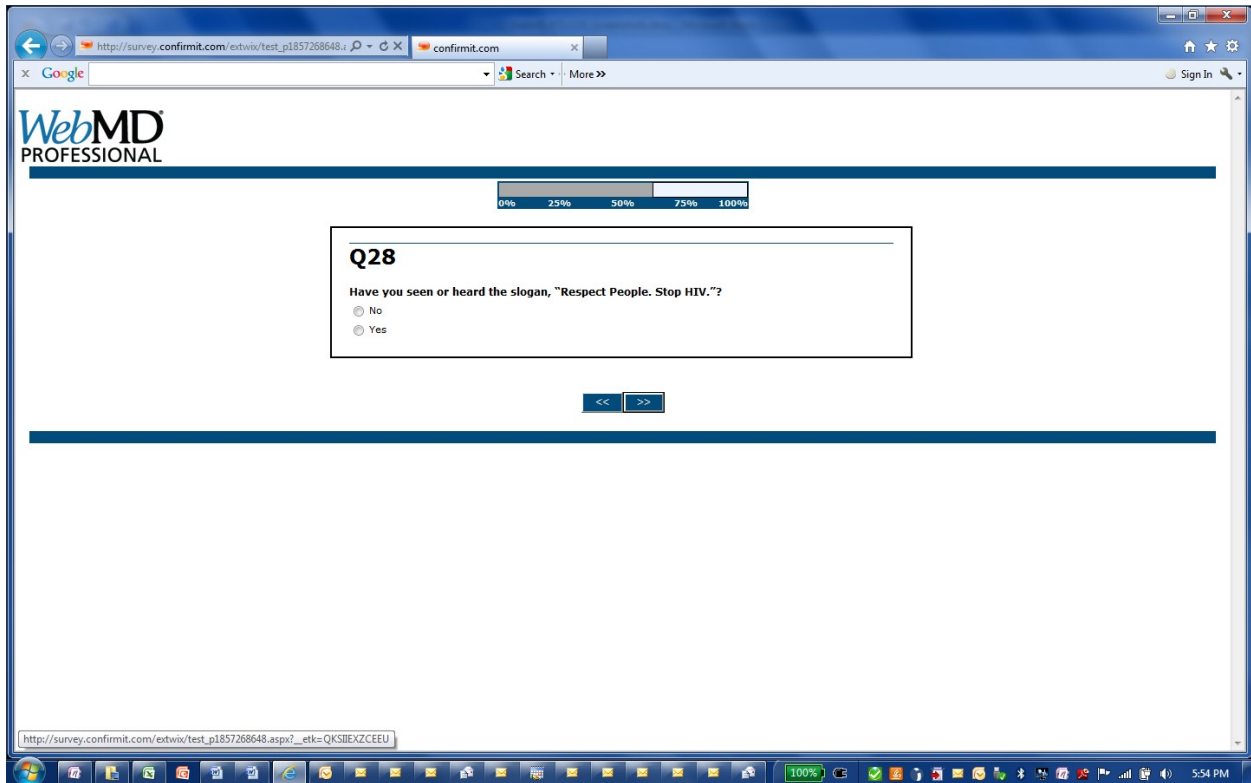 http://survey.confirmit.com/extwix/test_p1857268648.
confirmit.com
x Google
Search
More >>
Sign In
WebMD
PROFESSIONAL
0% 25% 50% 75% 100%
Q28
Have you seen or heard the slogan, “Respect People. Stop HIV.”?
No
Yes
<< >>
http://survey.confirmit.com/extwix/test_p1857268648.aspx?__etk=QKSIIEXZCEEU
100%
5:54 PM